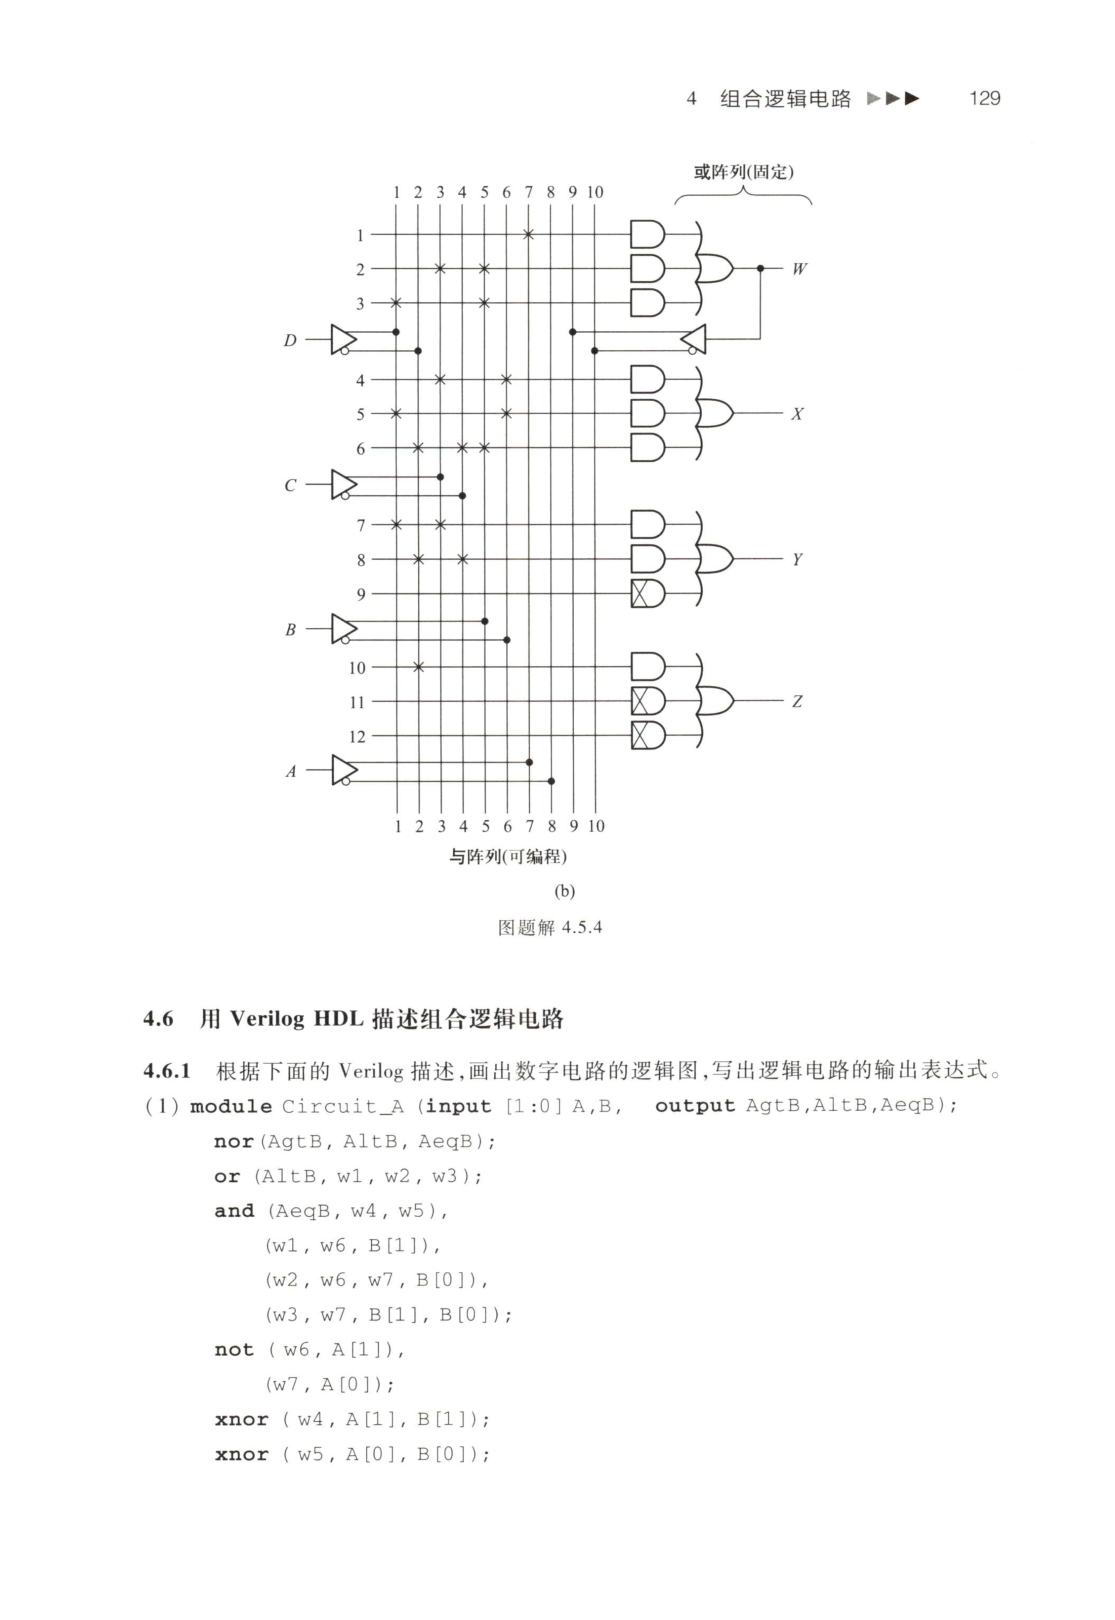 4 组合逻辑电路 129
或阵列(固定)
1 2 3 4 5 6 7 8 9 10
1
2
W
3
D
4
5
X
6
C
7
8
Y
9
B
10
11
Z
12
A
1 2 3 4 5 6 7 8 9 10
与阵列(可编程)
(b)
图题解 4.5.4
4.6 用 Verilog HDL 描述组合逻辑电路
4.6.1 根据下面的 Verilog 描述,画出数字电路的逻辑图,写出逻辑电路的输出表达式。
(1) module Circuit_A (input [1:0] A,B, output AgtB,AltB,AeqB);
nor(AgtB, AltB, AeqB);
or (AltB, w1, w2, w3);
and (AeqB, w4, w5),
(w1, w6, B[1]),
(w2, w6, w7, B[0]),
(w3, w7, B[1], B[0]);
not ( w6, A[1]),
(w7, A[0]);
xnor ( w4, A[1], B[1]);
xnor ( w5, A[0], B[0]);